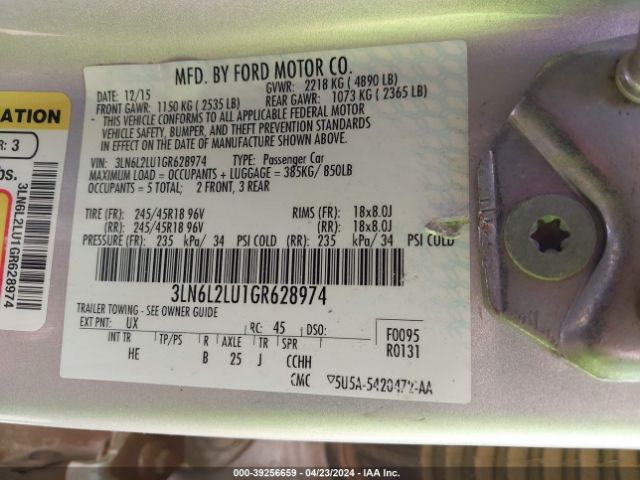 MFD. BY FORD MOTOR CO.
DATE: 12/15 GVWR: 2218 KG ( 4890 LB)
FRONT GAWR: 1150 KG ( 2535 LB) REAR GAWR: 1073 KG ( 2365 LB)
THIS VEHICLE CONFORMS TO ALL APPLICABLE FEDERAL MOTOR
VEHICLE SAFETY, BUMPER, AND THEFT PREVENTION STANDARDS
IN EFFECT ON THE DATE OF MANUFACTURE SHOWN ABOVE.
VIN: 3LN6L2LU1GR628974 TYPE: Passenger Car
MAXIMUM LOAD = OCCUPANTS + LUGGAGE = 385KG/ 850LB
OCCUPANTS = 5 TOTAL; 2 FRONT, 3 REAR
TIRE (FR): 245/45R18 96V RIMS (FR): 18x8.0J
(RR): 245/45R18 96V (RR): 18x8.0J
PRESSURE (FR): 235 kPa/ 34 PSI COLD (RR): 235 kPa/ 34 PSI COLD
3LN6L2LU1GR628974
TRAILER TOWING - SEE OWNER GUIDE
EXT PNT: UX RC: 45 DSO: F0095
INT TR TP/PS R AXLE TR SPR R0131
HE B 25 J CCHH
CMC
ATION
R: 3
bs.
3LN6L2LU1GR628974
000-39256659 - 04/23/2024 - IAA Inc.